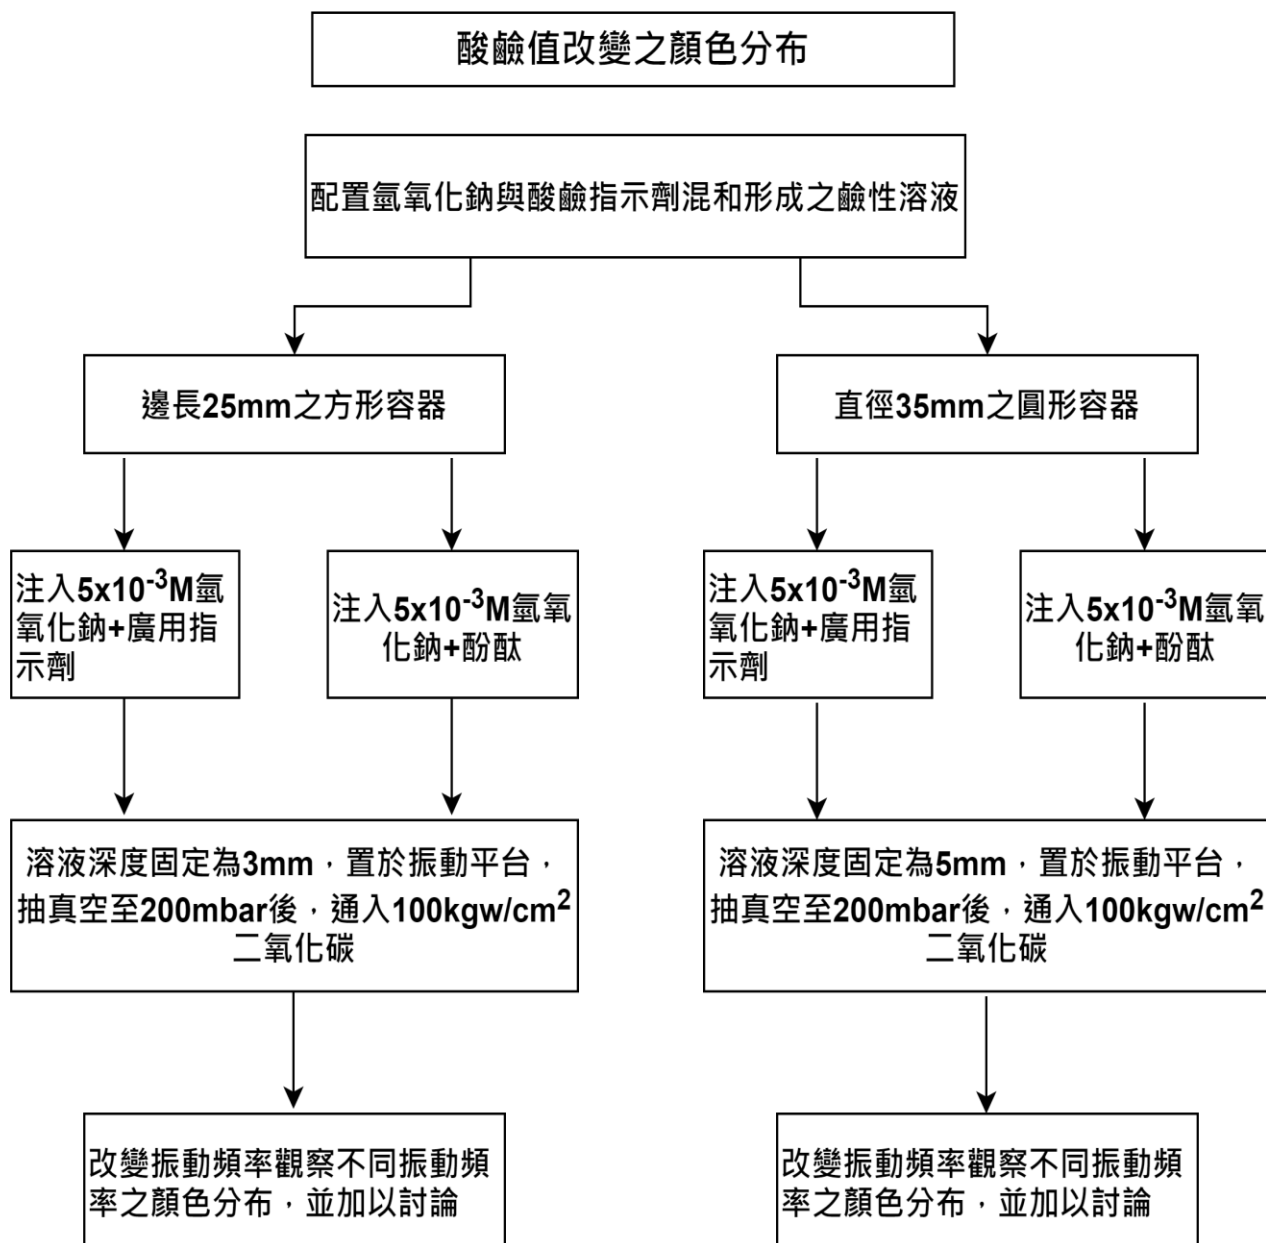 酸鹼值改變之顏色分布
配置氫氧化鈉與酸鹼指示劑混和形成之鹼性溶液
邊長25mm之方形容器
直徑35mm之圓形容器
注入5x10⁻³M氫
氧化鈉+廣用指
示劑
注入5x10⁻³M氫氧
化鈉+酚酞
注入5x10⁻³M氫
氧化鈉+廣用指
示劑
注入5x10⁻³M氫氧
化鈉+酚酞
溶液深度固定為3mm，置於振動平台，
抽真空至200mbar後，通入100kgw/cm²
二氧化碳
溶液深度固定為5mm，置於振動平台，
抽真空至200mbar後，通入100kgw/cm²
二氧化碳
改變振動頻率觀察不同振動頻
率之顏色分布，並加以討論
改變振動頻率觀察不同振動頻
率之顏色分布，並加以討論